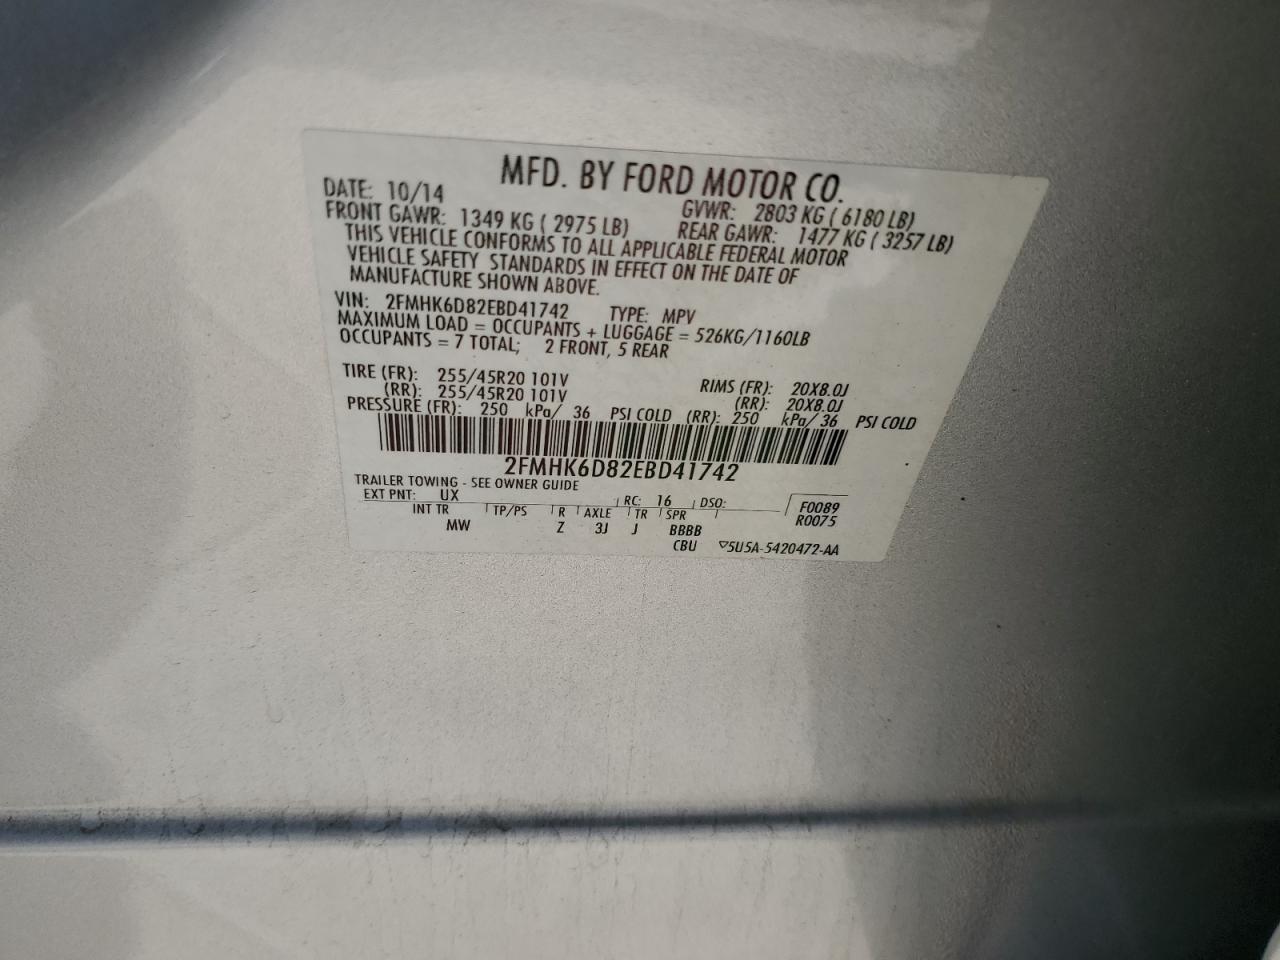 MFD. BY FORD MOTOR CO.
DATE: 10/14 GVWR: 2803 KG ( 6180 LB)
FRONT GAWR: 1349 KG ( 2975 LB) REAR GAWR: 1477 KG ( 3257 LB)
THIS VEHICLE CONFORMS TO ALL APPLICABLE FEDERAL MOTOR
VEHICLE SAFETY STANDARDS IN EFFECT ON THE DATE OF
MANUFACTURE SHOWN ABOVE.
VIN: 2FMHK6D82EBD41742 TYPE: MPV
MAXIMUM LOAD = OCCUPANTS + LUGGAGE = 526KG/1160LB
OCCUPANTS = 7 TOTAL; 2 FRONT, 5 REAR
TIRE (FR): 255/45R20 101V RIMS (FR): 20X8.0J
(RR): 255/45R20 101V (RR): 20X8.0J
PRESSURE (FR): 250 kPa/ 36 PSI COLD (RR): 250 kPa/ 36 PSI COLD
2FMHK6D82EBD41742
TRAILER TOWING - SEE OWNER GUIDE
EXT PNT: UX RC: 16 DSO: F0089
INT TR TP/PS R AXLE TR SPR R0075
MW Z 3J J BBBB
CBU ▽5U5A-5420472-AA